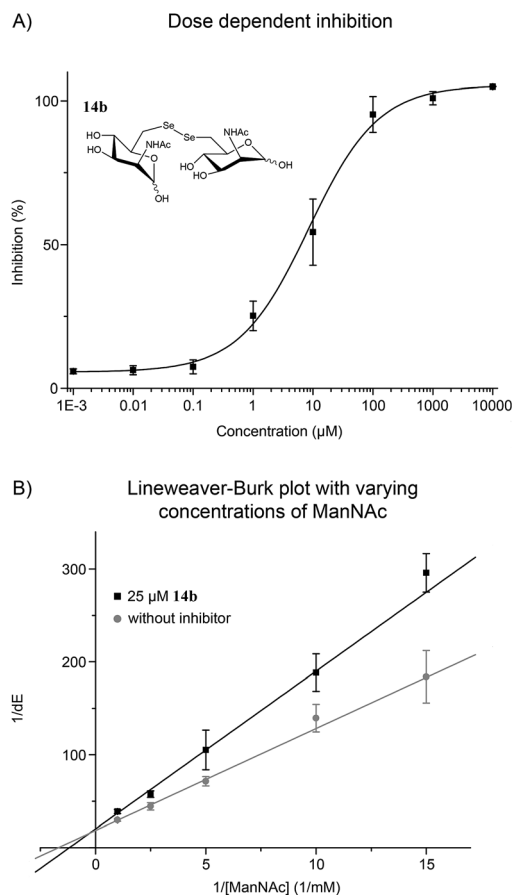 A) Dose dependent inhibition
14b
Se
Se
HO
HO
NHAc
O
OH
NHAc
O
HO
HO
OH
100
50
0
Inhibition (%)
1E-3 0.01 0.1 1 10 100 1000 10000
Concentration (µM)
B) Lineweaver-Burk plot with varying
concentrations of ManNAc
300
200
100
1/dE
25 µM 14b
without inhibitor
0 5 10 15
1/[ManNAc] (1/mM)